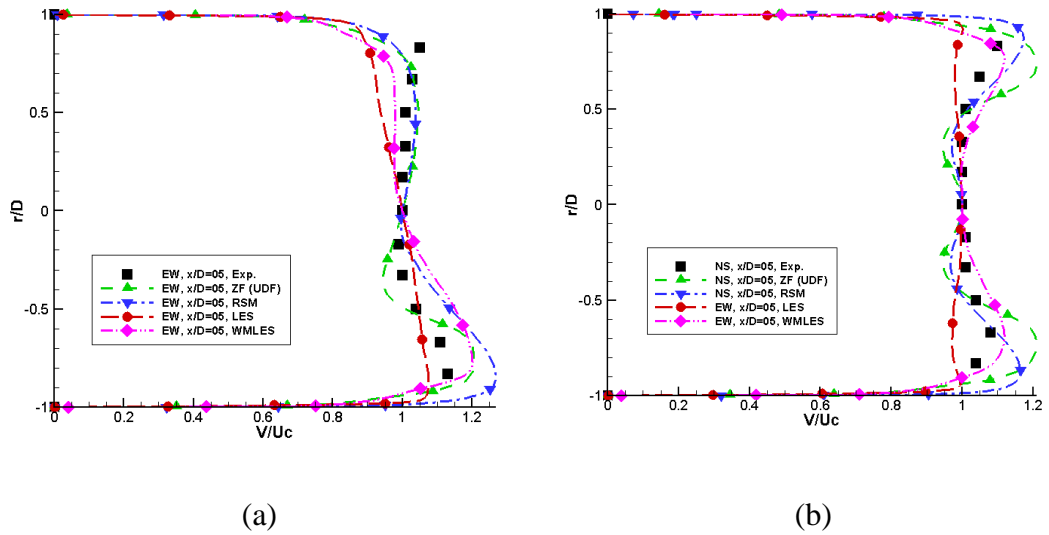 r/D
1
0.5
0
-0.5
-1
0
0.2
0.4
0.6
0.8
1
1.2
V/Uc
EW, x/D=05, Exp.
EW, x/D=05, ZF (UDF)
EW, x/D=05, RSM
EW, x/D=05, LES
EW, x/D=05, WMLES
(a)
r/D
1
0.5
0
-0.5
-1
0
0.2
0.4
0.6
0.8
1
1.2
V/Uc
NS, x/D=05, Exp.
NS, x/D=05, ZF (UDF)
NS, x/D=05, RSM
EW, x/D=05, LES
EW, x/D=05, WMLES
(b)